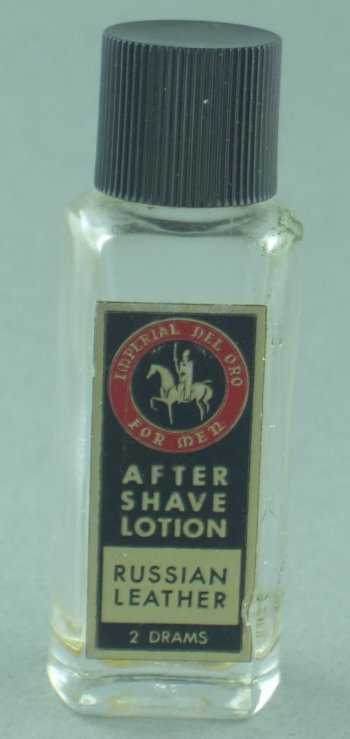 IMPERIAL DEL ORO
FOR MEN
AFTER
SHAVE
LOTION
RUSSIAN
LEATHER
2 DRAMS